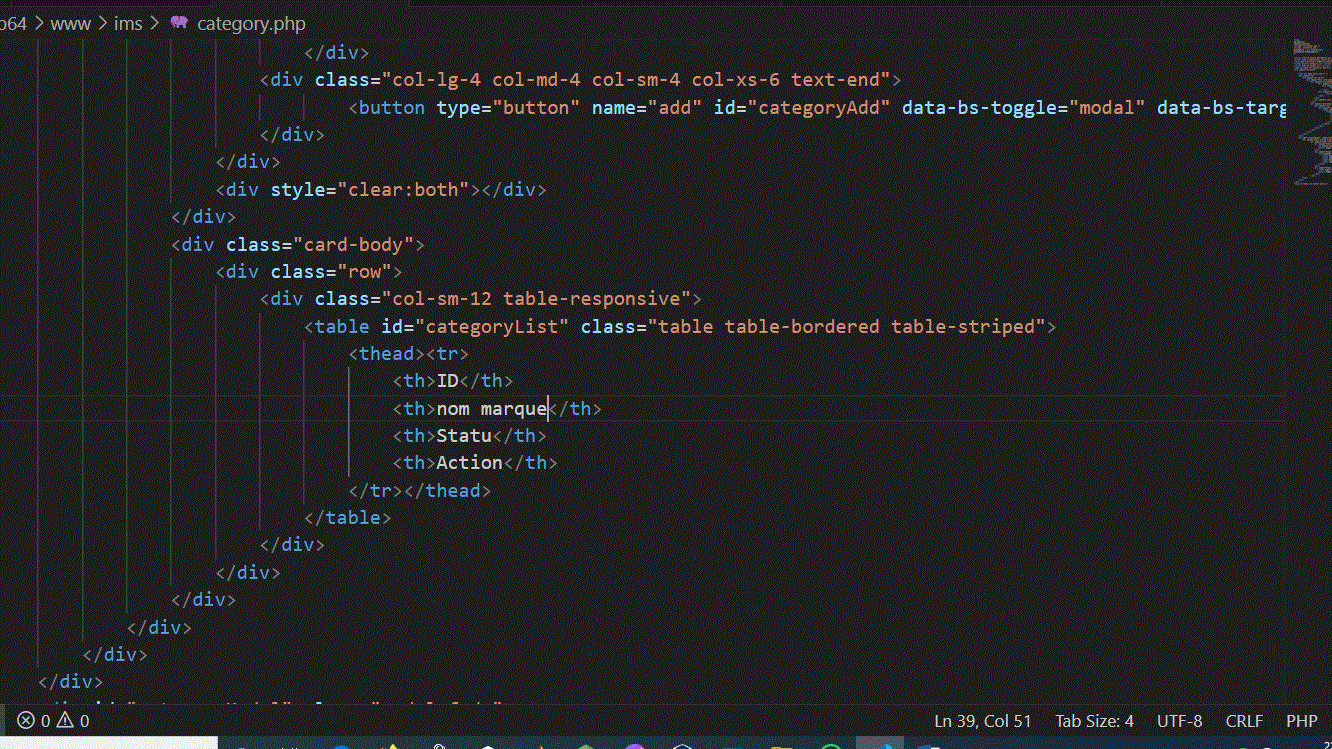 www > ims > category.php
</div>
<div class="col-lg-4 col-md-4 col-sm-4 col-xs-6 text-end">
<button type="button" name="add" id="categoryAdd" data-bs-toggle="modal" data-bs-targ
</div>
</div>
<div style="clear:both"></div>
</div>
<div class="card-body">
<div class="row">
<div class="col-sm-12 table-responsive">
<table id="categoryList" class="table table-bordered table-striped">
<thead><tr>
<th>ID</th>
<th>nom marque</th>
<th>Statu</th>
<th>Action</th>
</tr></thead>
</table>
</div>
</div>
</div>
</div>
</div>
</div>
0 0 Ln 39, Col 51 Tab Size: 4 UTF-8 CRLF PHP